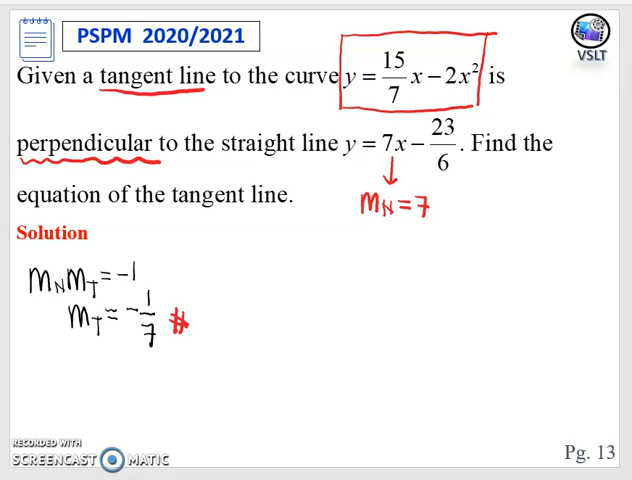 PSPM 2020/2021
VSLT
Given a tangent line to the curve y = 15/7 x − 2x² is
perpendicular to the straight line y = 7x − 23/6 . Find the
equation of the tangent line.
m_N = 7
Solution
m_N m_T = −1
m_T = −1/7 #
RECORDED WITH
SCREENCAST MATIC
Pg. 13